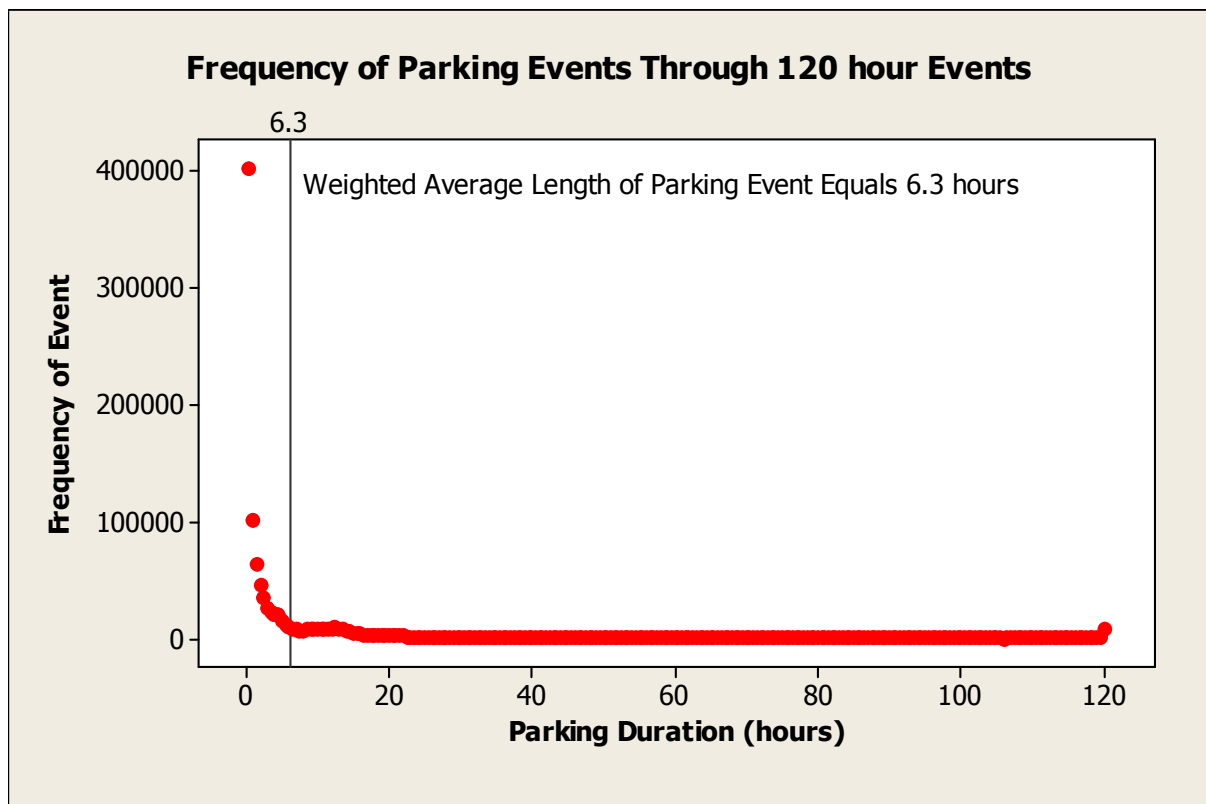 Frequency of Parking Events Through 120 hour Events
6.3
Weighted Average Length of Parking Event Equals 6.3 hours
Frequency of Event
400000
300000
200000
100000
0
0 20 40 60 80 100 120
Parking Duration (hours)